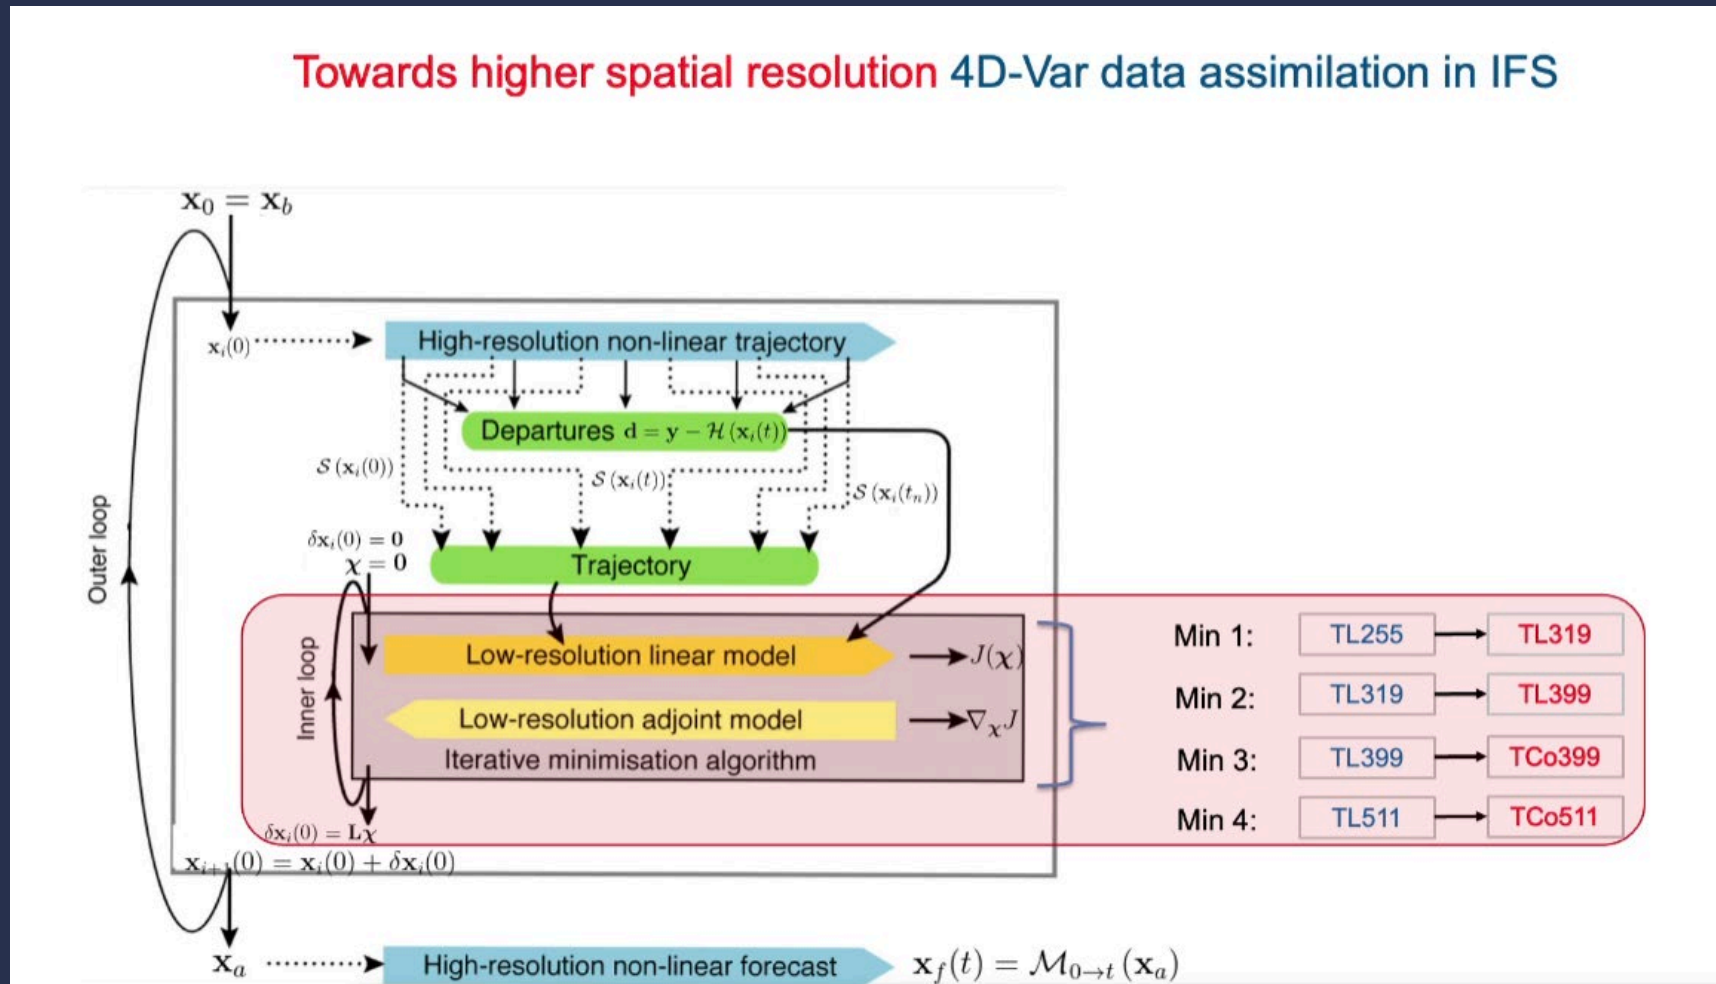 Towards higher spatial resolution 4D-Var data assimilation in IFS
x₀ = x_b
xᵢ(0)
High-resolution non-linear trajectory
Departures d = y − ℋ(xᵢ(t))
𝒮(xᵢ(0))
𝒮(xᵢ(t))
𝒮(xᵢ(tₙ))
Outer loop
δxᵢ(0) = 0
χ = 0
Trajectory
Inner loop
Low-resolution linear model
J(χ)
Low-resolution adjoint model
∇_χJ
Iterative minimisation algorithm
Min 1: TL255 TL319
Min 2: TL319 TL399
Min 3: TL399 TCo399
Min 4: TL511 TCo511
δxᵢ(0) = Lχ
xᵢ₊₁(0) = xᵢ(0) + δxᵢ(0)
xₐ
High-resolution non-linear forecast
x_f(t) = ℳ₀→ₜ(xₐ)